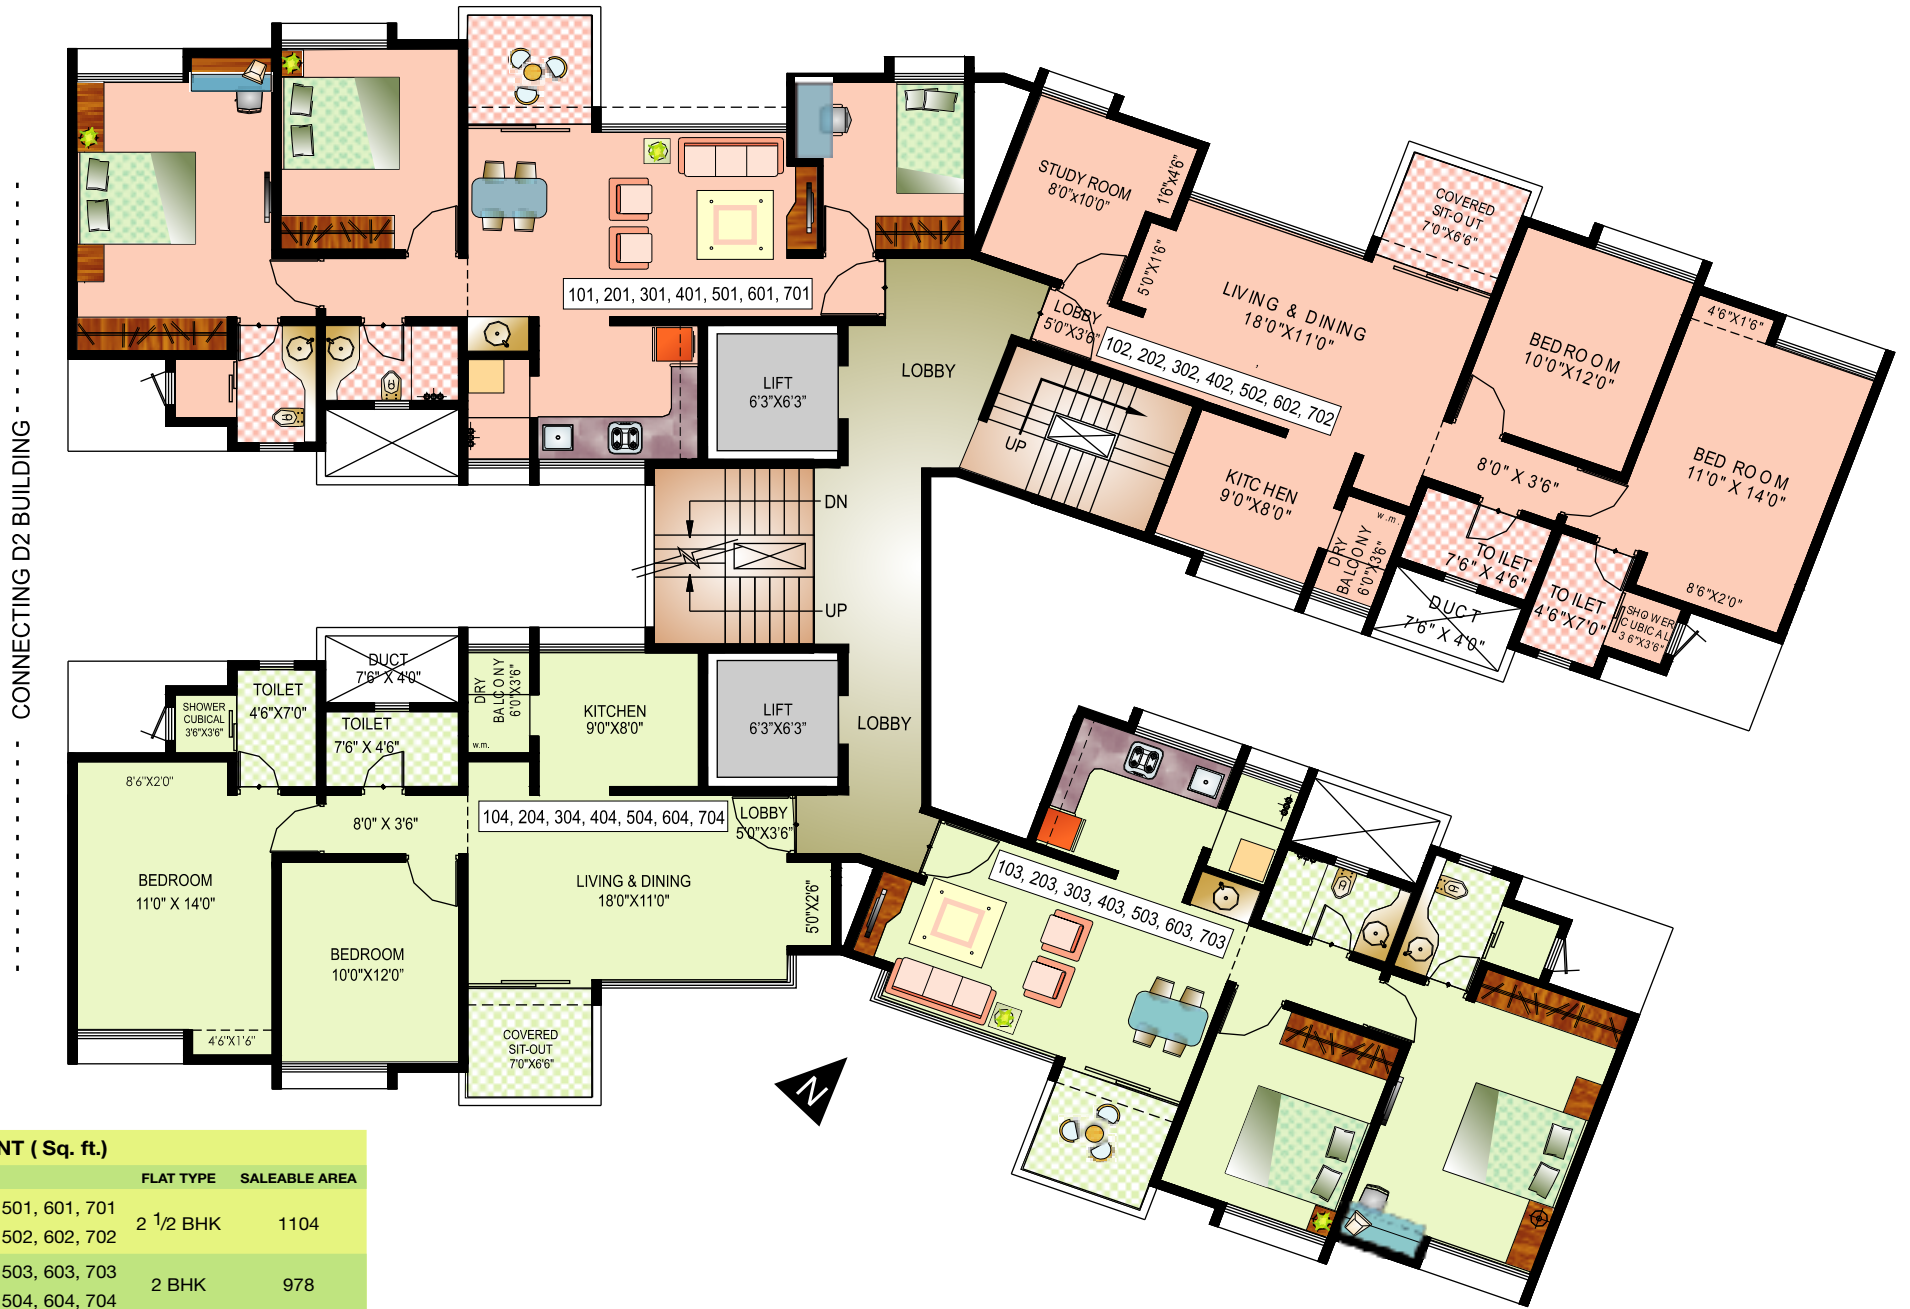 CONNECTING D2 BUILDING
101, 201, 301, 401, 501, 601, 701
LIFT
6'3"X6'3"
LOBBY
DN
UP
STUDY ROOM
8'0"x10'0"
1'6"X4'6"
5'0"X1'6"
LOBBY
5'0"X3'6"
LIVING & DINING
18'0"X11'0"
102, 202, 302, 402, 502, 602, 702
COVERED
SIT-OUT
7'0"X6'6"
BEDROOM
10'0"X12'0"
4'6"X1'6"
BED ROOM
11'0" X 14'0"
8'6"X2'0"
UP
KITCHEN
9'0"X8'0"
8'0" X 3'6"
w.m.
DRY
BALCONY
6'0"X3'6"
TOILET
7'6" X 4'6"
TOILET
4'6"X7'0"
DUCT
7'6" X 4'0"
SHOWER
CUBICAL
3'6"X3'6"
DUCT
7'6" X 4'0"
TOILET
4'6"X7'0"
SHOWER
CUBICAL
3'6"X3'6"
TOILET
7'6" X 4'6"
DRY
BALCONY
6'0"X3'6"
w.m.
KITCHEN
9'0"X8'0"
LIFT
6'3"X6'3"
LOBBY
8'6"X2'0"
8'0" X 3'6"
104, 204, 304, 404, 504, 604, 704
LOBBY
5'0"X3'6"
BEDROOM
11'0" X 14'0"
BEDROOM
10'0"X12'0"
LIVING & DINING
18'0"X11'0"
5'0"X2'6"
4'6"X1'6"
COVERED
SIT-OUT
7'0"X6'6"
103, 203, 303, 403, 503, 603, 703
N
NT ( Sq. ft.)
FLAT TYPE SALEABLE AREA
501, 601, 701
502, 602, 702
2 1/2 BHK 1104
503, 603, 703
504, 604, 704
2 BHK 978